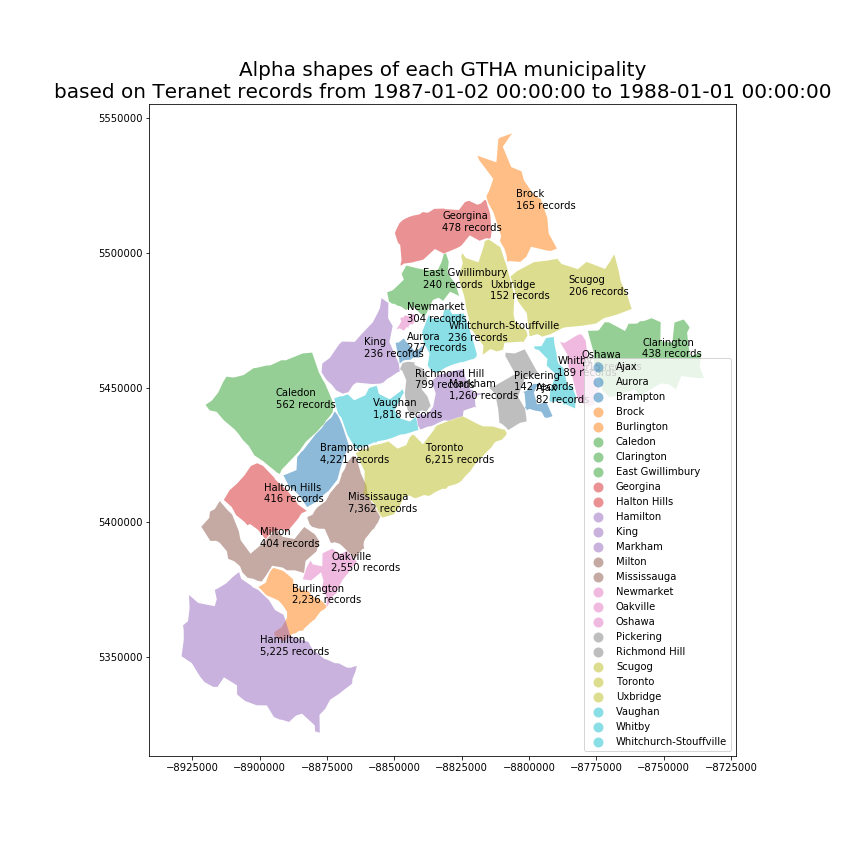 Alpha shapes of each GTHA municipality
based on Teranet records from 1987-01-02 00:00:00 to 1988-01-01 00:00:00
5550000
5500000
5450000
5400000
5350000
−8925000
−8900000
−8875000
−8850000
−8825000
−8800000
−8775000
−8750000
−8725000
Brock
165 records
Georgina
478 records
East Gwillimbury
240 records
Uxbridge
152 records
Scugog
206 records
Newmarket
304 records
Whitchurch-Stouffville
236 records
Aurora
277 records
King
236 records
Clarington
438 records
Oshawa
189 records
Richmond Hill
799 records
Markham
1,260 records
Pickering
142 records
Ajax
82 records
Caledon
562 records
Vaughan
1,818 records
Brampton
4,221 records
Toronto
6,215 records
Halton Hills
416 records
Mississauga
7,362 records
Milton
404 records
Oakville
2,550 records
Burlington
2,236 records
Hamilton
5,225 records
Ajax
Aurora
Brampton
Brock
Burlington
Caledon
Clarington
East Gwillimbury
Georgina
Halton Hills
Hamilton
King
Markham
Milton
Mississauga
Newmarket
Oakville
Oshawa
Pickering
Richmond Hill
Scugog
Toronto
Uxbridge
Vaughan
Whitby
Whitchurch-Stouffville